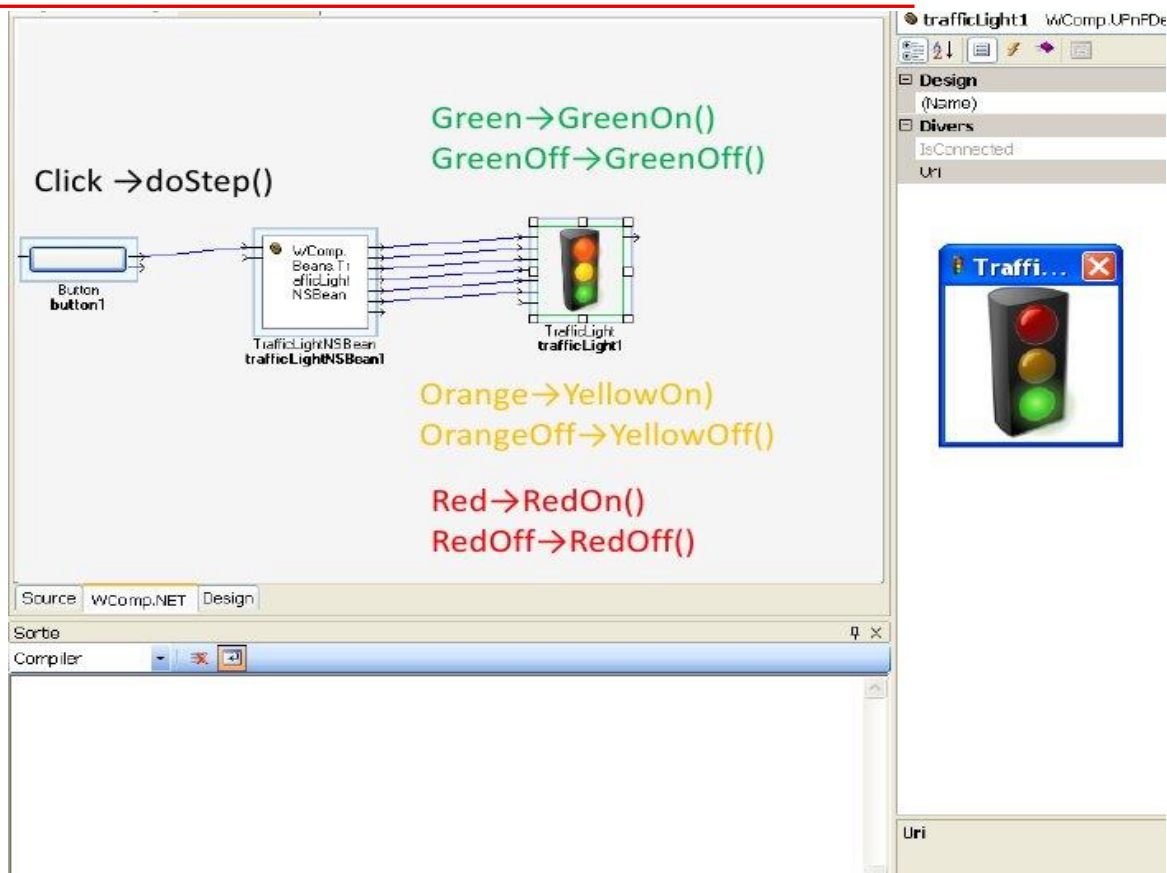 trafficLight1 WComp.UPnPDe
Design
(Name)
Divers
IsConnected
Uri
Green→GreenOn()
GreenOff→GreenOff()
Click →doStep()
Button
button1
WComp.
Beans.Tr
afficLight
NSBean
TrafficLightNSBean
trafficLightNSBean1
TrafficLight
trafficLight1
Traffi...
Orange→YellowOn)
OrangeOff→YellowOff()
Red→RedOn()
RedOff→RedOff()
Source WComp.NET Design
Sortie
Compiler
Uri